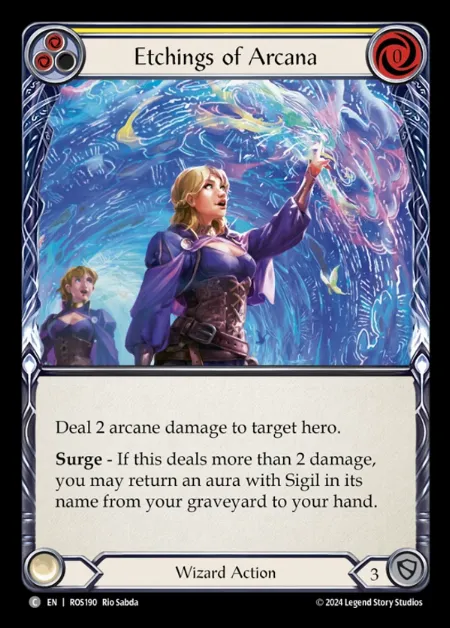 Etchings of Arcana
0
Deal 2 arcane damage to target hero.
Surge - If this deals more than 2 damage,
you may return an aura with Sigil in its
name from your graveyard to your hand.
Wizard Action
3
C EN | ROS190 Rio Sabda
© 2024 Legend Story Studios